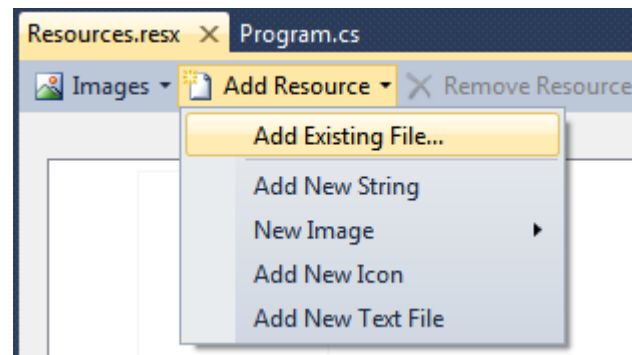 Resources.resx Program.cs
Images Add Resource Remove Resource
Add Existing File...
Add New String
New Image
Add New Icon
Add New Text File